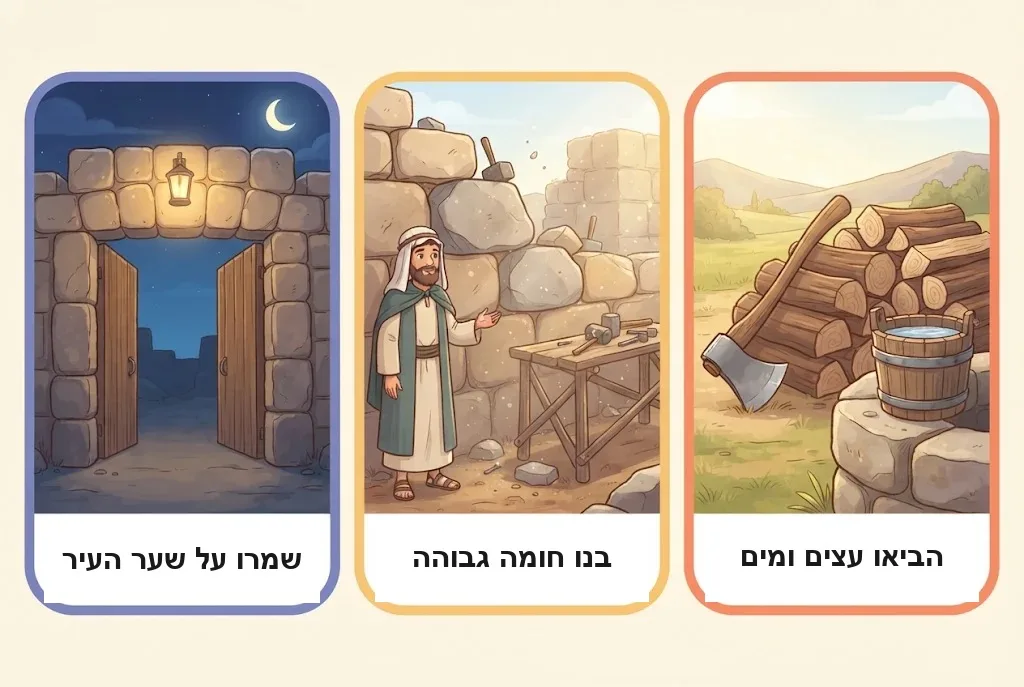 הביאו עצים ומים
בנו חומה גבוהה
שמרו על שער העיר